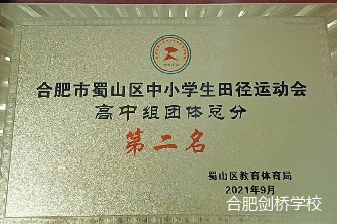 合肥市蜀山区中小学生田径运动会
高中组团体总分
第二名
蜀山区教育体育局
2021年9月
合肥剑桥学校